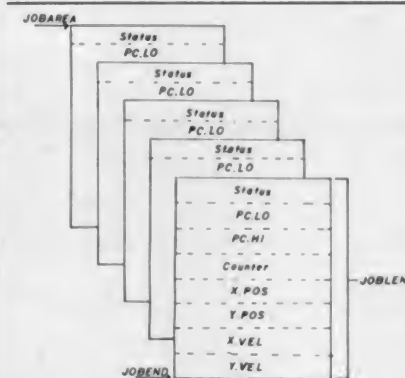 JOBAREA
Status
PC.LO
Status
PC.LO
Status
PC.LO
Status
PC.LO
Status
PC.LO
PC.HI
Counter
X.POS
JOBLEN
Y.POS
X.VEL
Y.VEL
JOBEND